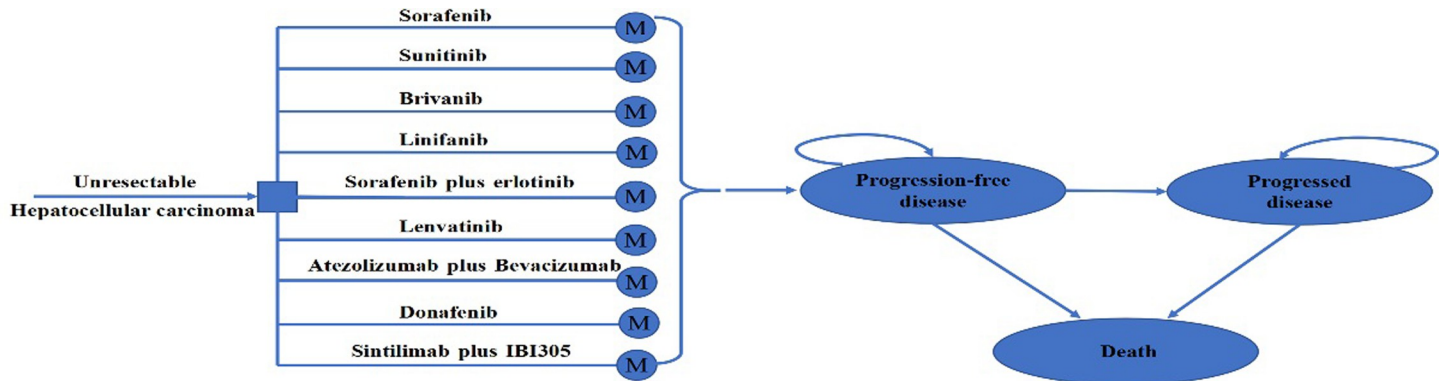 Unresectable
Hepatocellular carcinoma
Sorafenib
M
Sunitinib
M
Brivanib
M
Linifanib
M
Sorafenib plus erlotinib
M
Lenvatinib
M
Atezolizumab plus Bevacizumab
M
Donafenib
M
Sintilimab plus IBI305
M
Progression-free
disease
Progressed
disease
Death